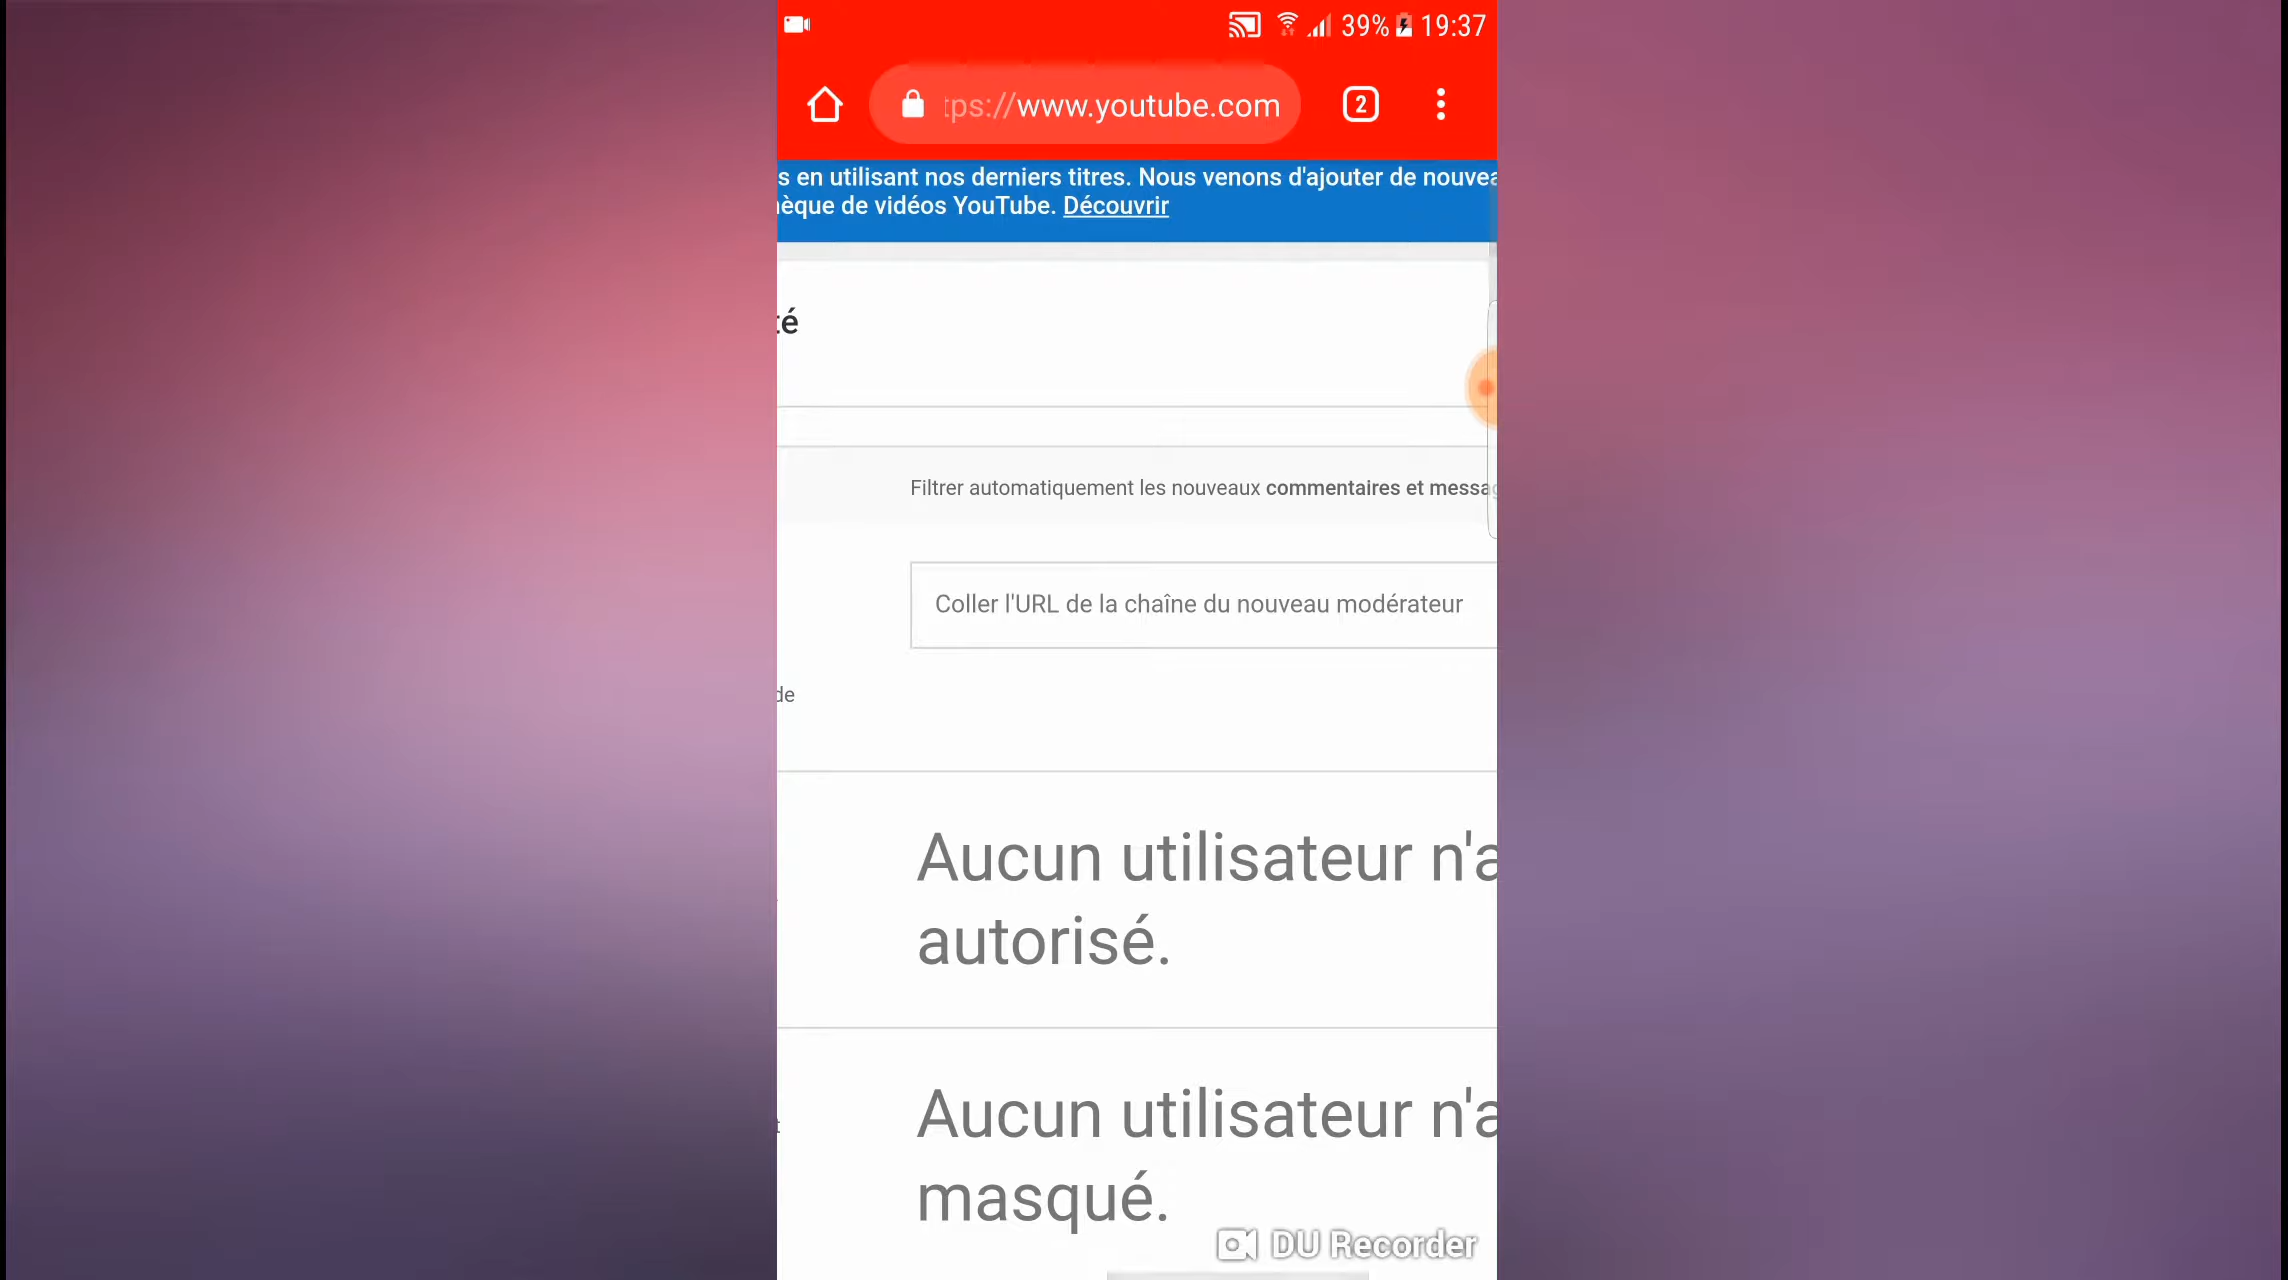 39% 19:37
tps://www.youtube.com 2
s en utilisant nos derniers titres. Nous venons d'ajouter de nouvea
hèque de vidéos YouTube. Découvrir
té
Filtrer automatiquement les nouveaux commentaires et messag
Coller l'URL de la chaîne du nouveau modérateur
de
Aucun utilisateur n'a
autorisé.
Aucun utilisateur n'a
masqué.
DU Recorder